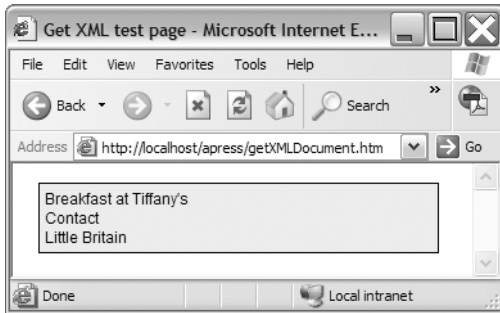 Get XML test page - Microsoft Internet E...
File Edit View Favorites Tools Help
Back Search »
Address http://localhost/apress/getXMLDocument.htm Go
Breakfast at Tiffany's
Contact
Little Britain
Done Local intranet